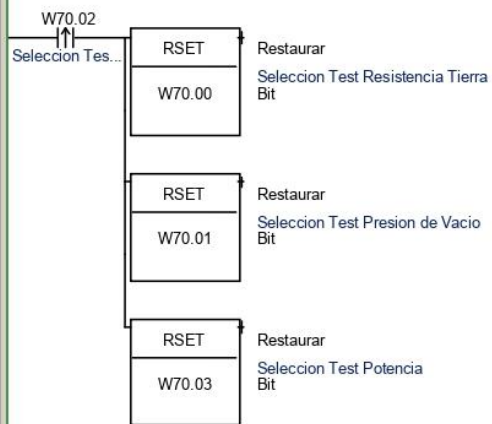 W70.02
Seleccion Tes...
RSET
W70.00
Restaurar
Seleccion Test Resistencia Tierra
Bit
RSET
W70.01
Restaurar
Seleccion Test Presion de Vacio
Bit
RSET
W70.03
Restaurar
Seleccion Test Potencia
Bit